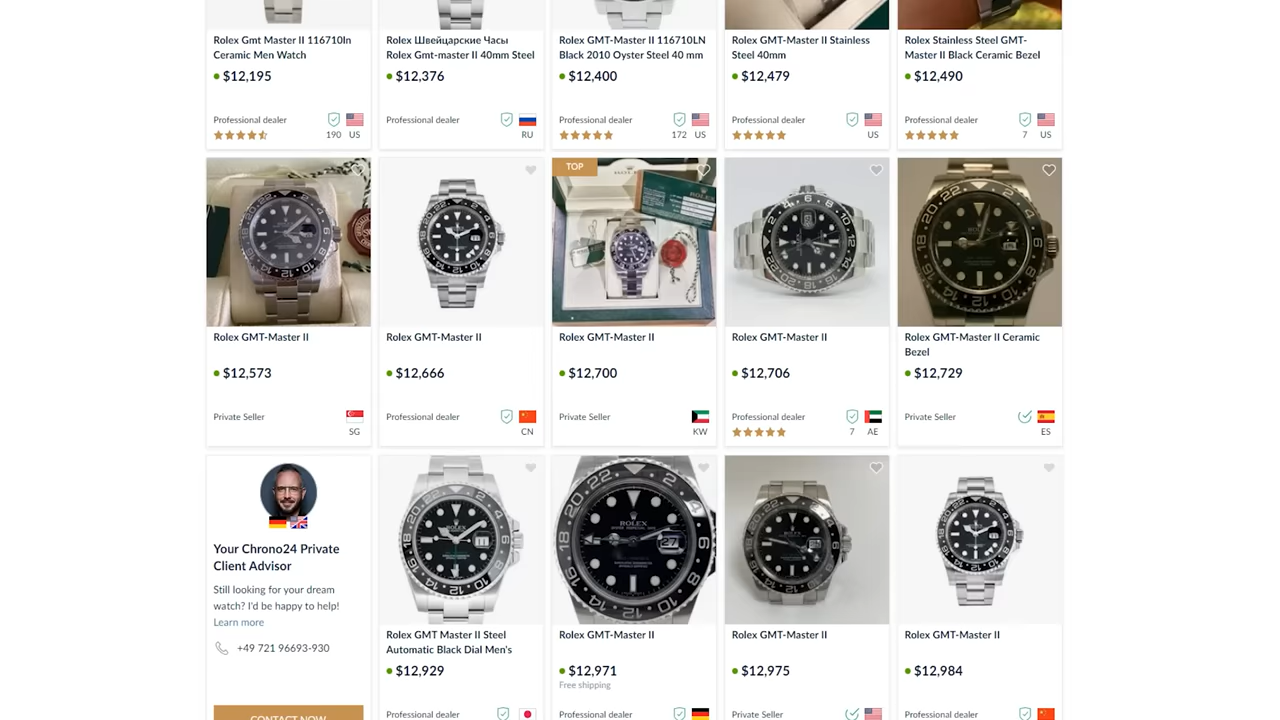 Rolex Gmt Master II 116710ln
Ceramic Men Watch
$12,195
Professional dealer
190 US
Rolex Швейцарские Часы
Rolex Gmt-master II 40mm Steel
$12,376
Professional dealer
RU
Rolex GMT-Master II 116710LN
Black 2010 Oyster Steel 40 mm
$12,400
Professional dealer
172 US
Rolex GMT-Master II Stainless
Steel 40mm
$12,479
Professional dealer
US
Rolex Stainless Steel GMT-
Master II Black Ceramic Bezel
$12,490
Professional dealer
7 US
Rolex GMT-Master II
$12,573
Private Seller
SG
Rolex GMT-Master II
$12,666
Professional dealer
CN
TOP
Rolex GMT-Master II
$12,700
Private Seller
KW
Rolex GMT-Master II
$12,706
Professional dealer
7 AE
Rolex GMT-Master II Ceramic
Bezel
$12,729
Private Seller
ES
Your Chrono24 Private
Client Advisor
Still looking for your dream
watch? I'd be happy to help!
Learn more
+49 721 96693-930
CONTACT NOW
Rolex GMT Master II Steel
Automatic Black Dial Men's
$12,929
Professional dealer
ROLEX
27
Rolex GMT-Master II
$12,971
Free shipping
Professional dealer
Rolex GMT-Master II
$12,975
Private Seller
Rolex GMT-Master II
$12,984
Professional dealer